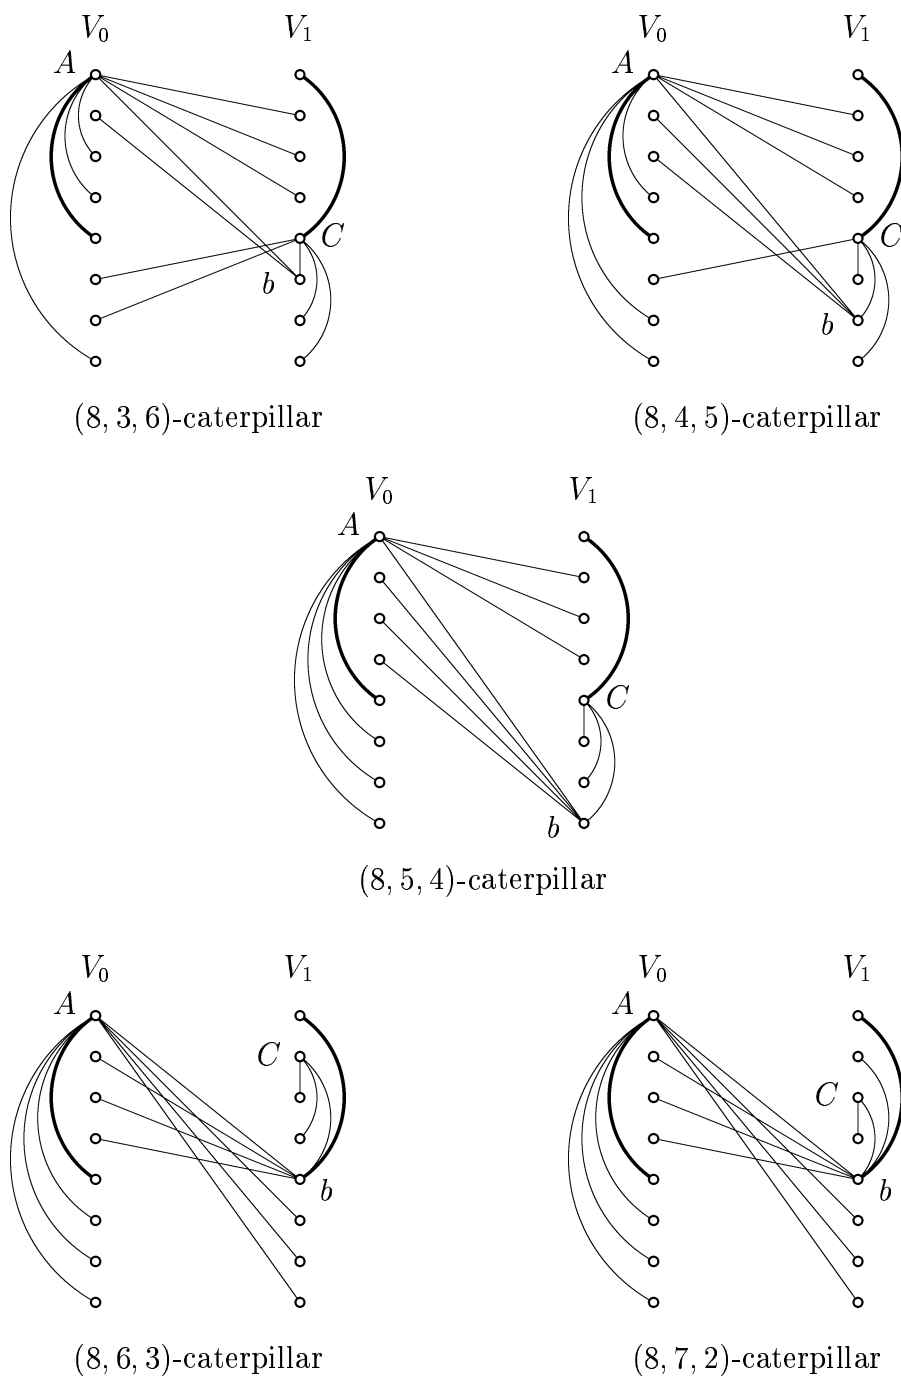 V₀ V₁ V₀ V₁
A A
C C
b
b
(8, 3, 6)-caterpillar (8, 4, 5)-caterpillar
V₀ V₁
A
C
b
(8, 5, 4)-caterpillar
V₀ V₁ V₀ V₁
A A
C
C
b b
(8, 6, 3)-caterpillar (8, 7, 2)-caterpillar